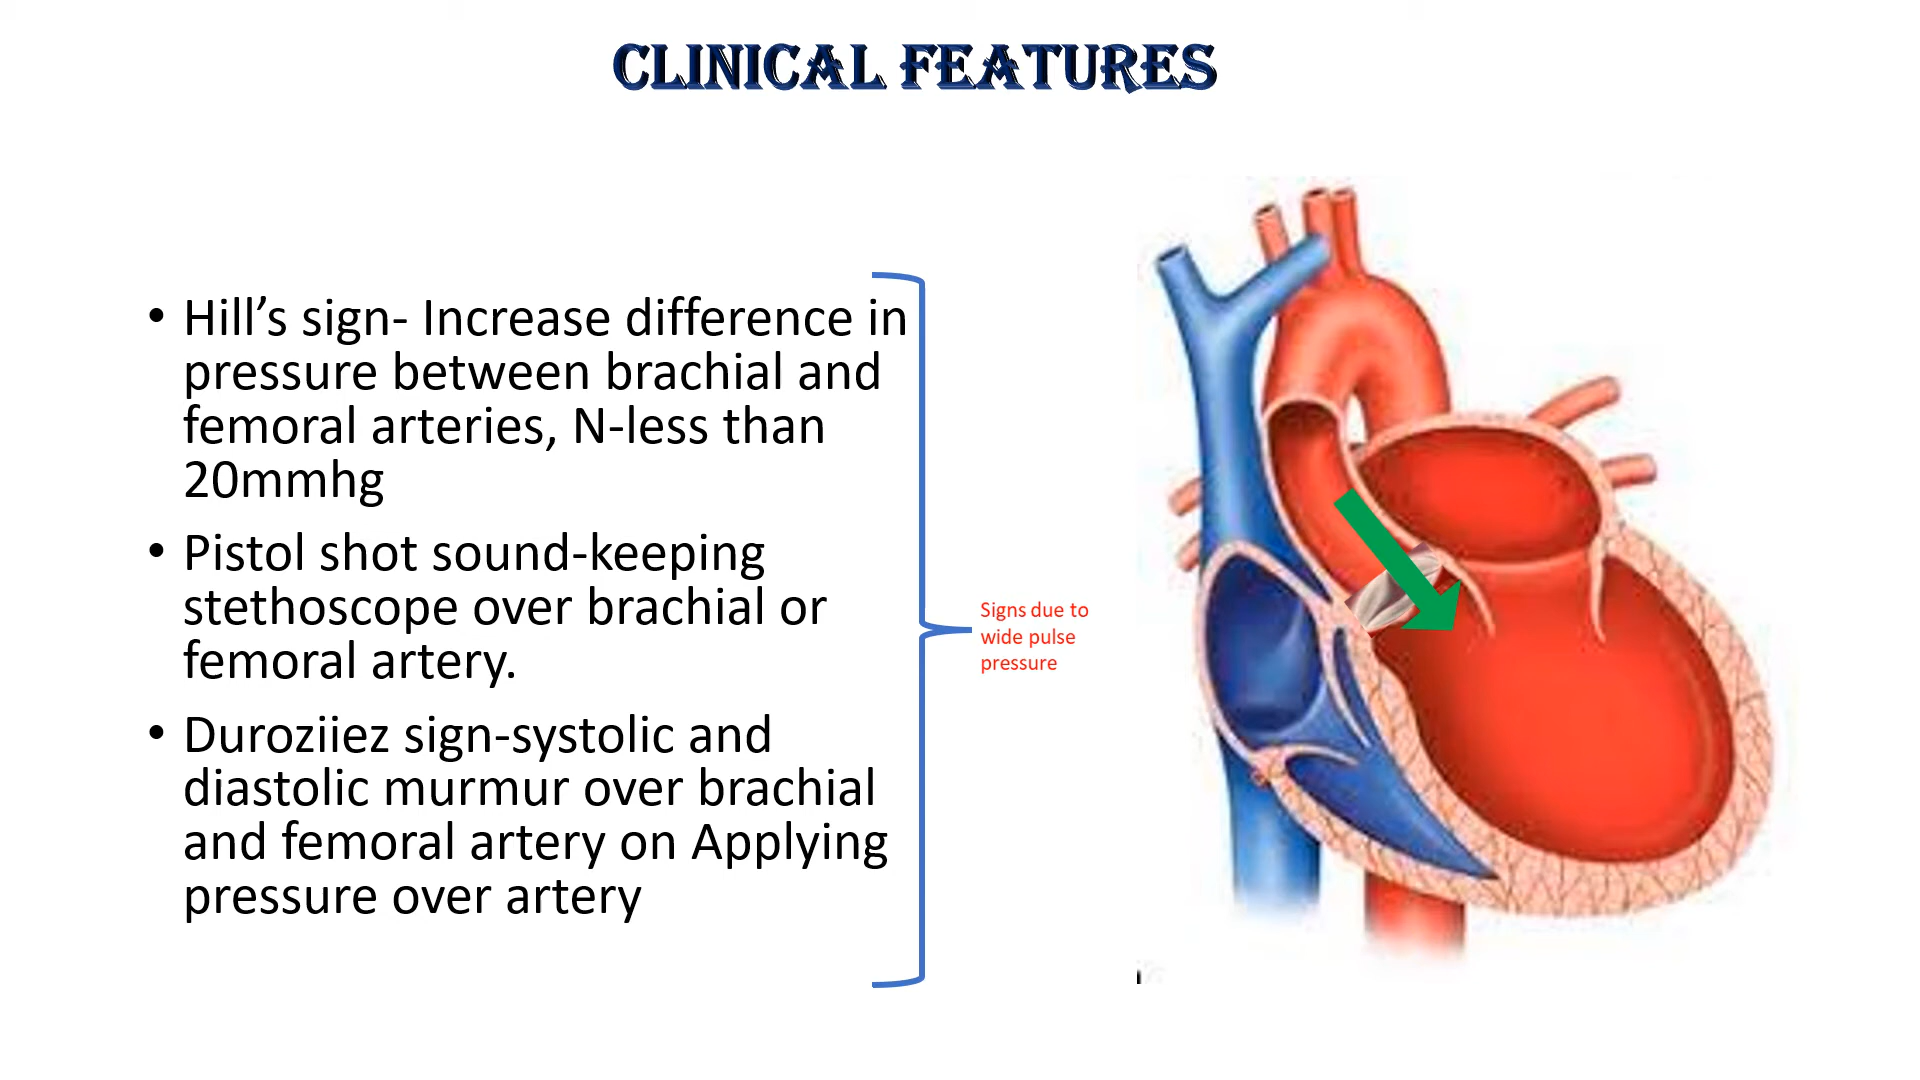 CLINICAL FEATURES
• Hill’s sign- Increase difference in
pressure between brachial and
femoral arteries, N-less than
20mmhg
• Pistol shot sound-keeping
stethoscope over brachial or
femoral artery.
• Duroziiez sign-systolic and
diastolic murmur over brachial
and femoral artery on Applying
pressure over artery
Signs due to
wide pulse
pressure